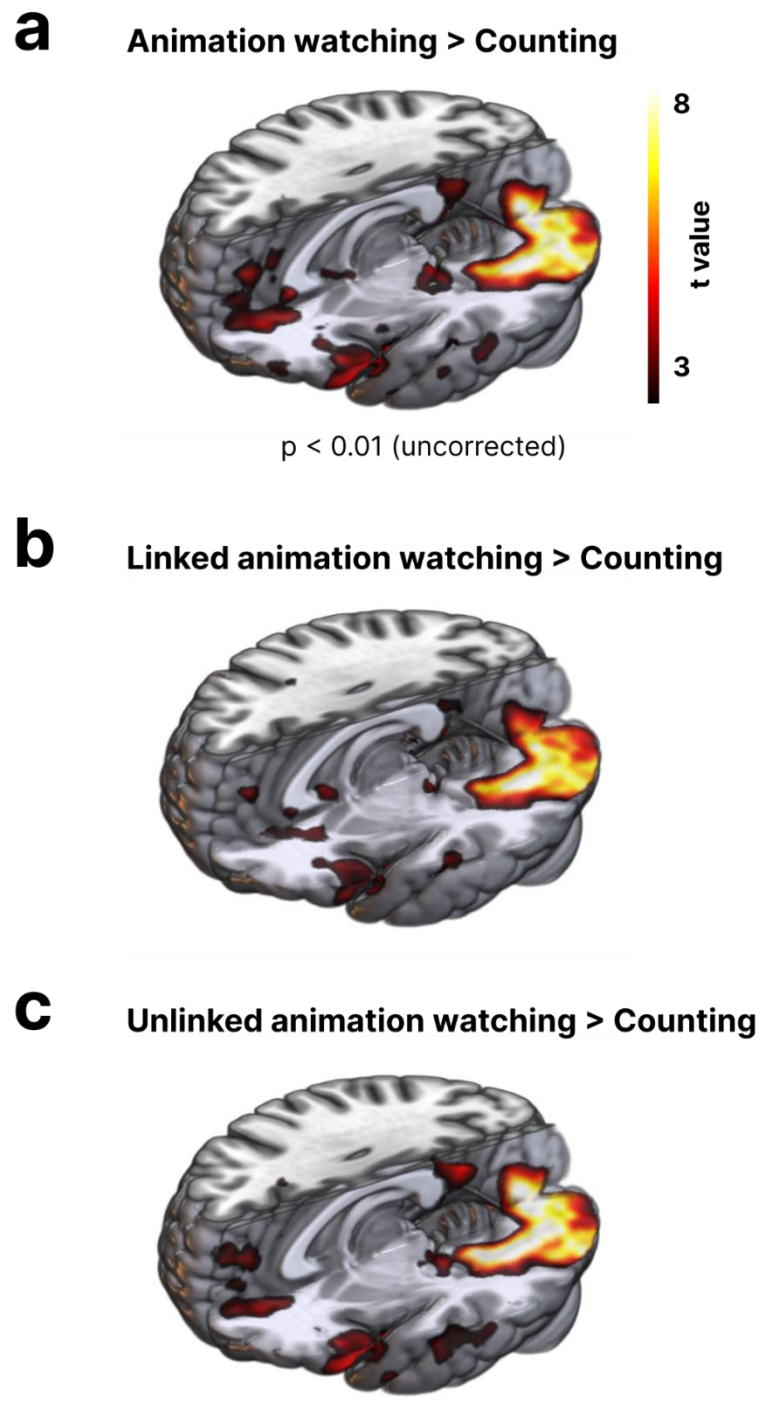 a
Animation watching > Counting
8
t value
3
p < 0.01 (uncorrected)
b
Linked animation watching > Counting
c
Unlinked animation watching > Counting